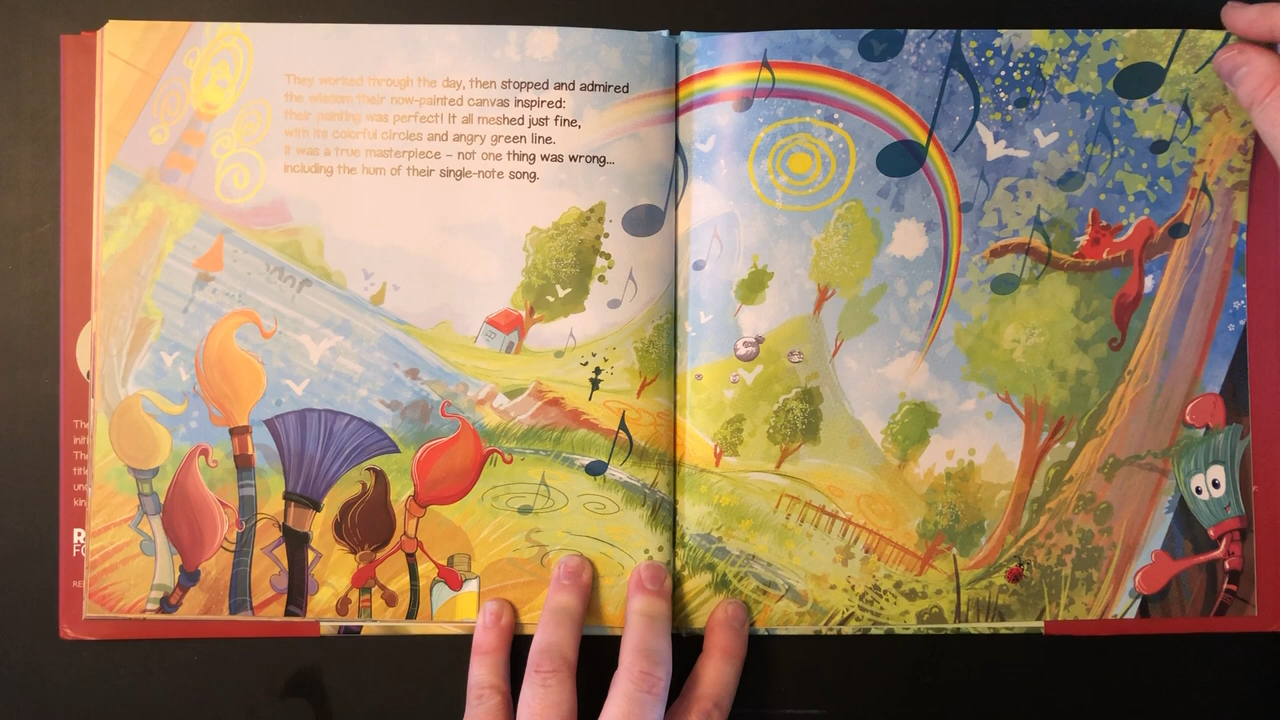 They worked through the day, then stopped and admired
the wisdom their now-painted canvas inspired:
their painting was perfect! It all meshed just fine,
with its colorful circles and angry green line.
It was a true masterpiece – not one thing was wrong...
including the hum of their single-note song.